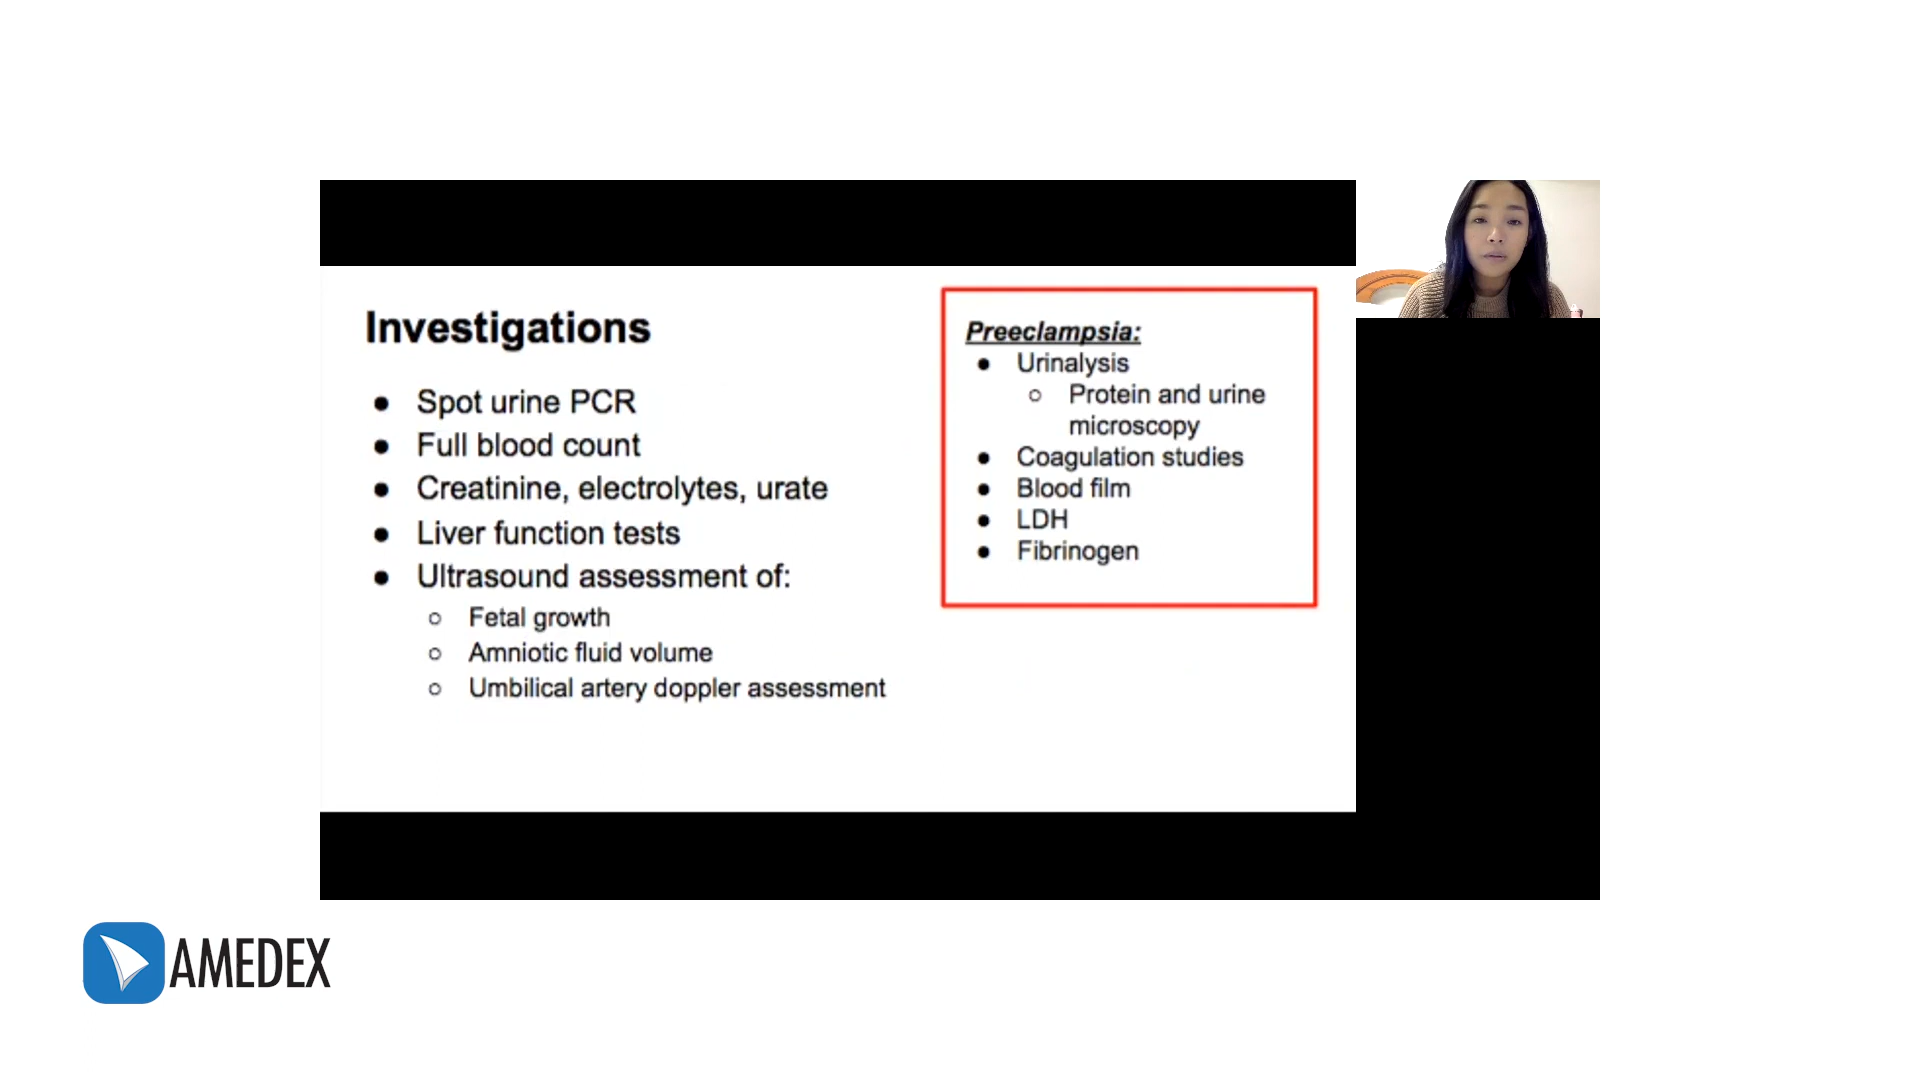 Investigations
● Spot urine PCR
● Full blood count
● Creatinine, electrolytes, urate
● Liver function tests
● Ultrasound assessment of:
○ Fetal growth
○ Amniotic fluid volume
○ Umbilical artery doppler assessment
Preeclampsia:
● Urinalysis
○ Protein and urine
microscopy
● Coagulation studies
● Blood film
● LDH
● Fibrinogen
AMEDEX